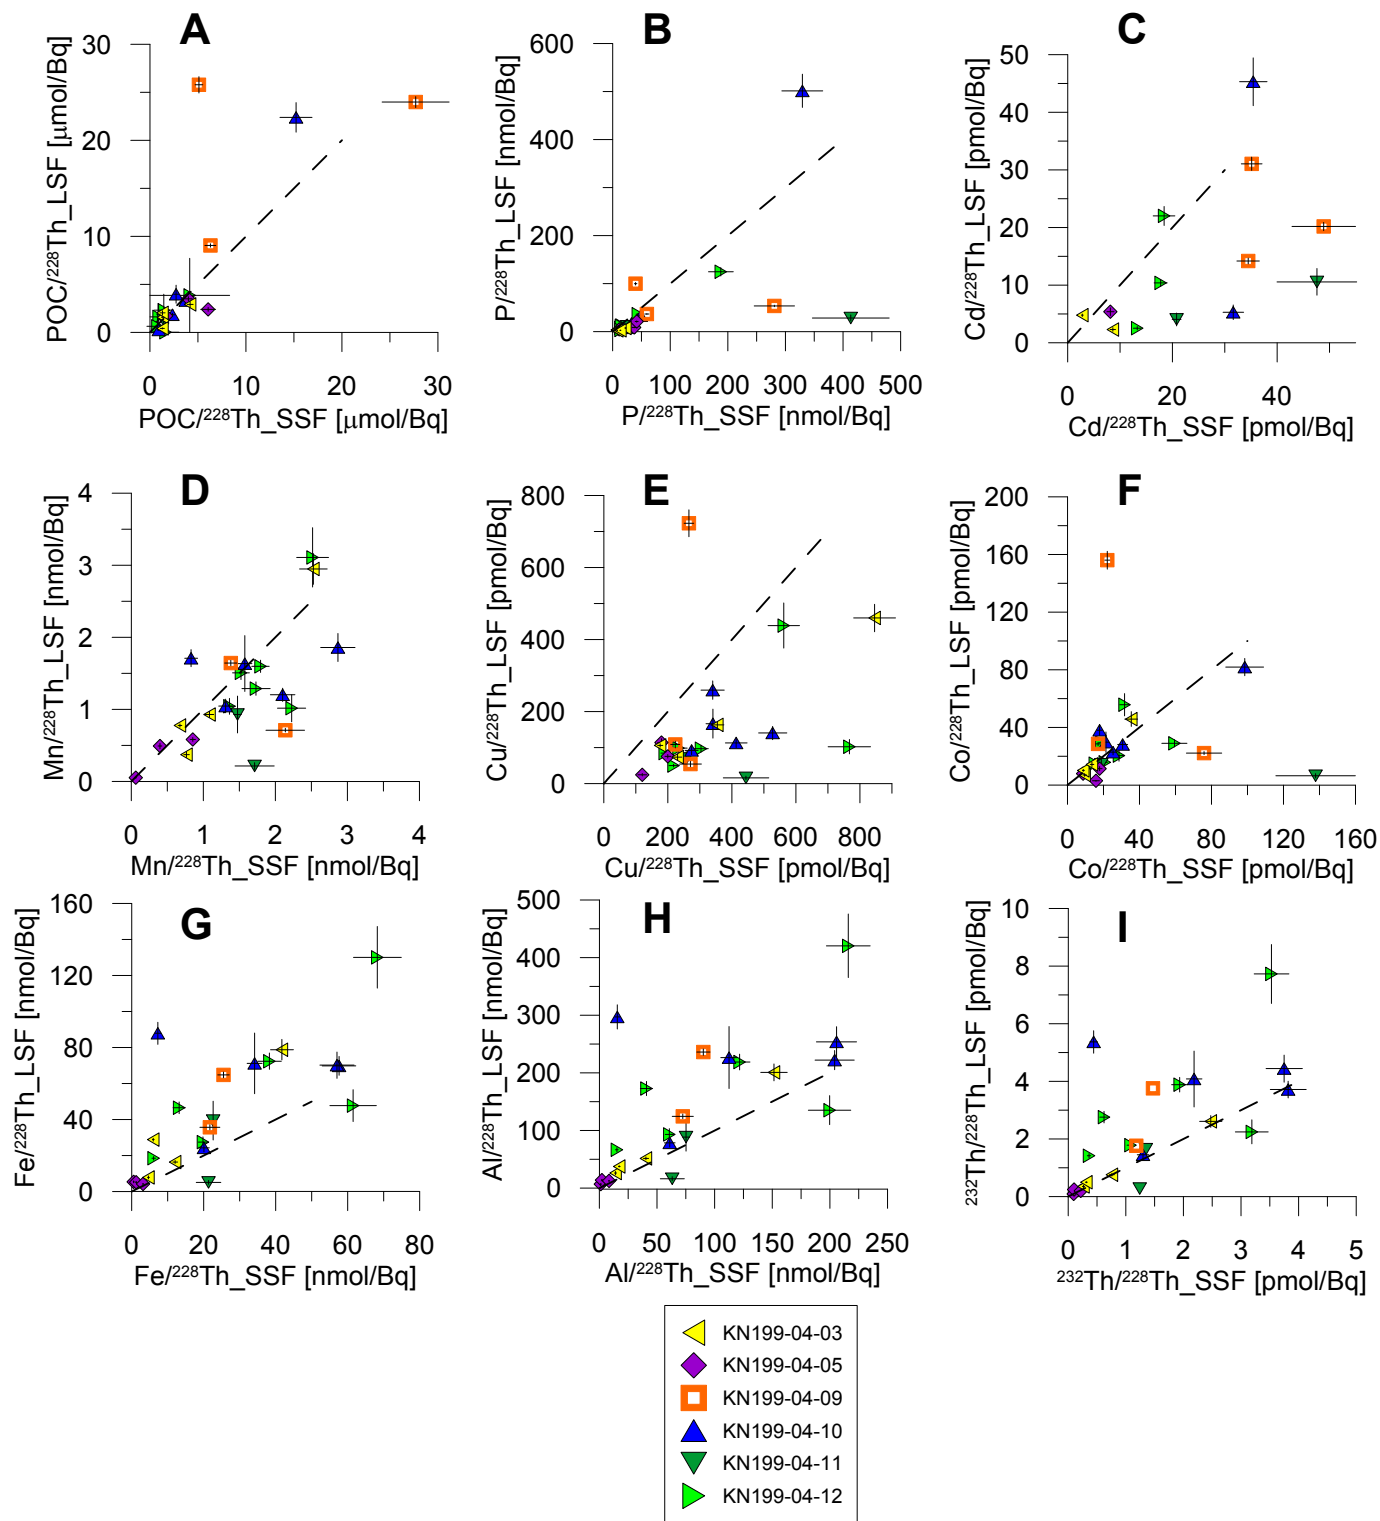 A
30
20
10
0
POC/²²⁸Th_LSF [μmol/Bq]
0 10 20 30
POC/²²⁸Th_SSF [μmol/Bq]
B
600
400
200
0
P/²²⁸Th_LSF [nmol/Bq]
0 100 200 300 400 500
P/²²⁸Th_SSF [nmol/Bq]
C
50
40
30
20
10
0
Cd/²²⁸Th_LSF [pmol/Bq]
0 20 40
Cd/²²⁸Th_SSF [pmol/Bq]
D
4
3
2
1
0
Mn/²²⁸Th_LSF [nmol/Bq]
0 1 2 3 4
Mn/²²⁸Th_SSF [nmol/Bq]
E
800
600
400
200
0
Cu/²²⁸Th_LSF [pmol/Bq]
0 200 400 600 800
Cu/²²⁸Th_SSF [pmol/Bq]
F
200
160
120
80
40
0
Co/²²⁸Th_LSF [pmol/Bq]
0 40 80 120 160
Co/²²⁸Th_SSF [pmol/Bq]
G
160
120
80
40
0
Fe/²²⁸Th_LSF [nmol/Bq]
0 20 40 60 80
Fe/²²⁸Th_SSF [nmol/Bq]
H
500
400
300
200
100
0
Al/²²⁸Th_LSF [nmol/Bq]
0 50 100 150 200 250
Al/²²⁸Th_SSF [nmol/Bq]
I
10
8
6
4
2
0
²³²Th/²²⁸Th_LSF [pmol/Bq]
0 1 2 3 4 5
²³²Th/²²⁸Th_SSF [pmol/Bq]
KN199-04-03
KN199-04-05
KN199-04-09
KN199-04-10
KN199-04-11
KN199-04-12